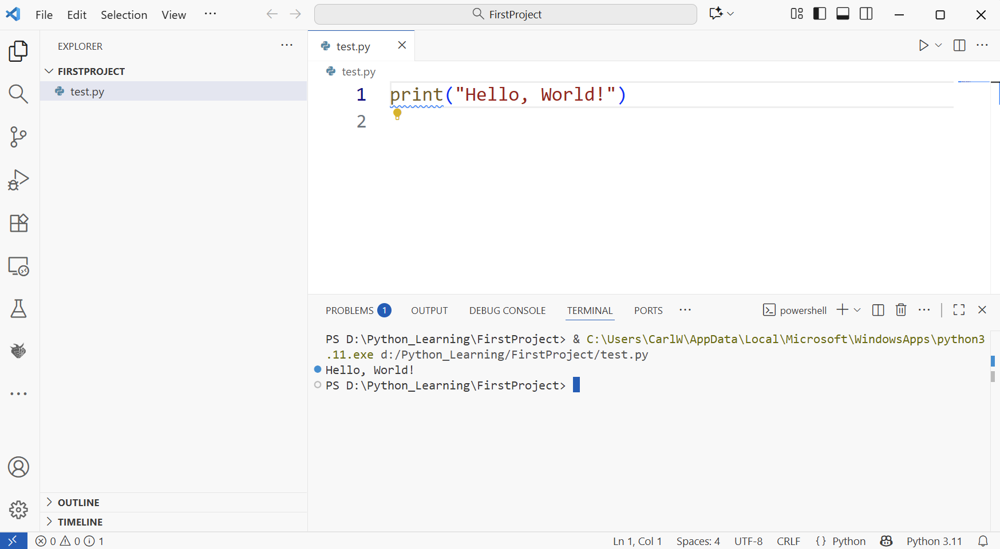 File Edit Selection View ··· FirstProject
EXPLORER ···
FIRSTPROJECT
test.py
test.py
test.py
1 print("Hello, World!")
2
PROBLEMS 1 OUTPUT DEBUG CONSOLE TERMINAL PORTS ··· powershell ···
PS D:\Python_Learning\FirstProject> & C:\Users\CarlW\AppData\Local\Microsoft\WindowsApps\python3
.11.exe d:/Python_Learning/FirstProject/test.py
Hello, World!
PS D:\Python_Learning\FirstProject>
OUTLINE
TIMELINE
0 0 1 Ln 1, Col 1 Spaces: 4 UTF-8 CRLF {} Python Python 3.11